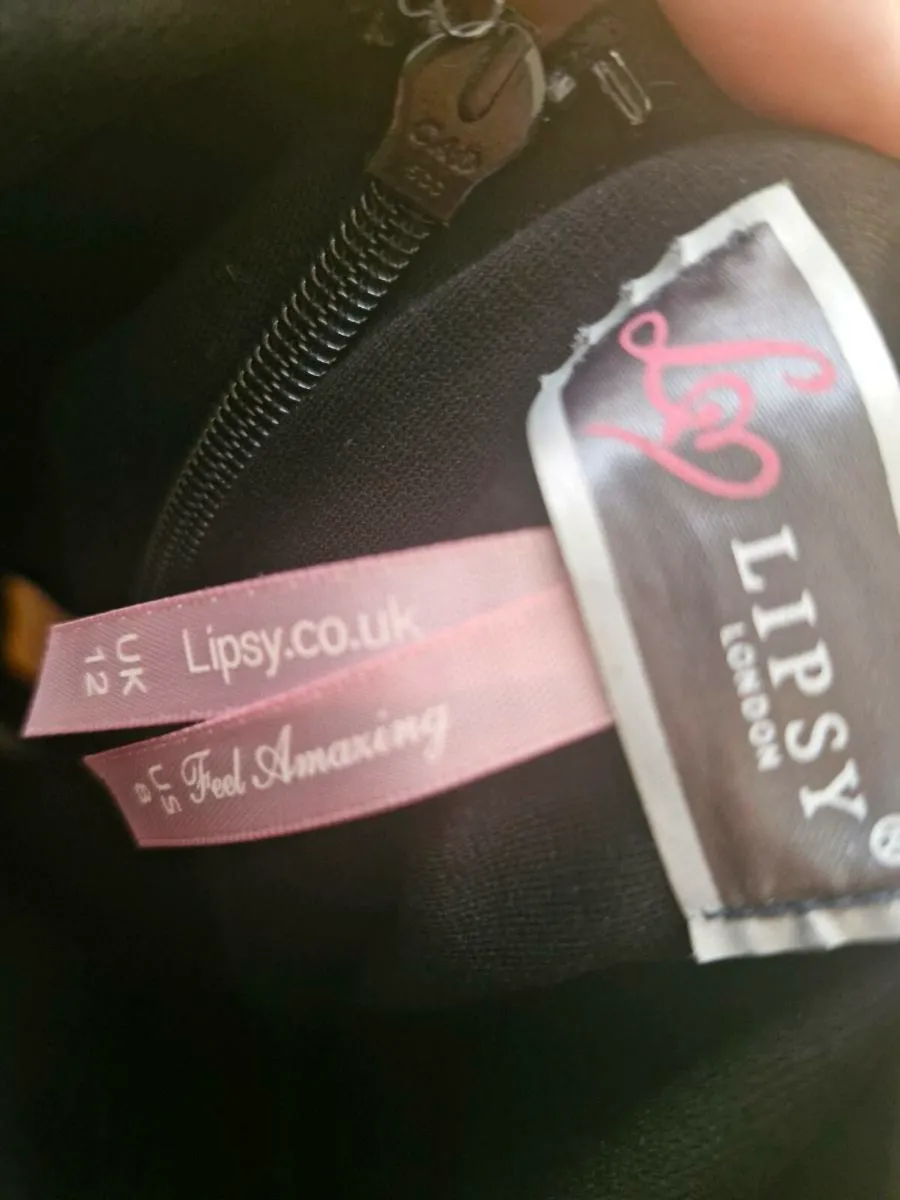 LIPSY
LONDON
®
Lipsy.co.uk
UK
12
Feel Amazing
US
8